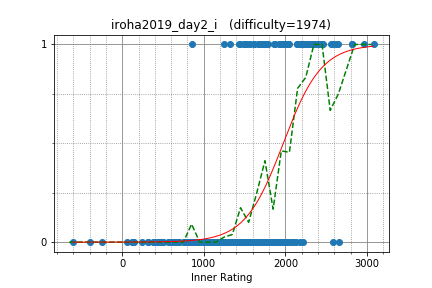 iroha2019_day2_i (difficulty=1974)
1
0
0 1000 2000 3000
Inner Rating